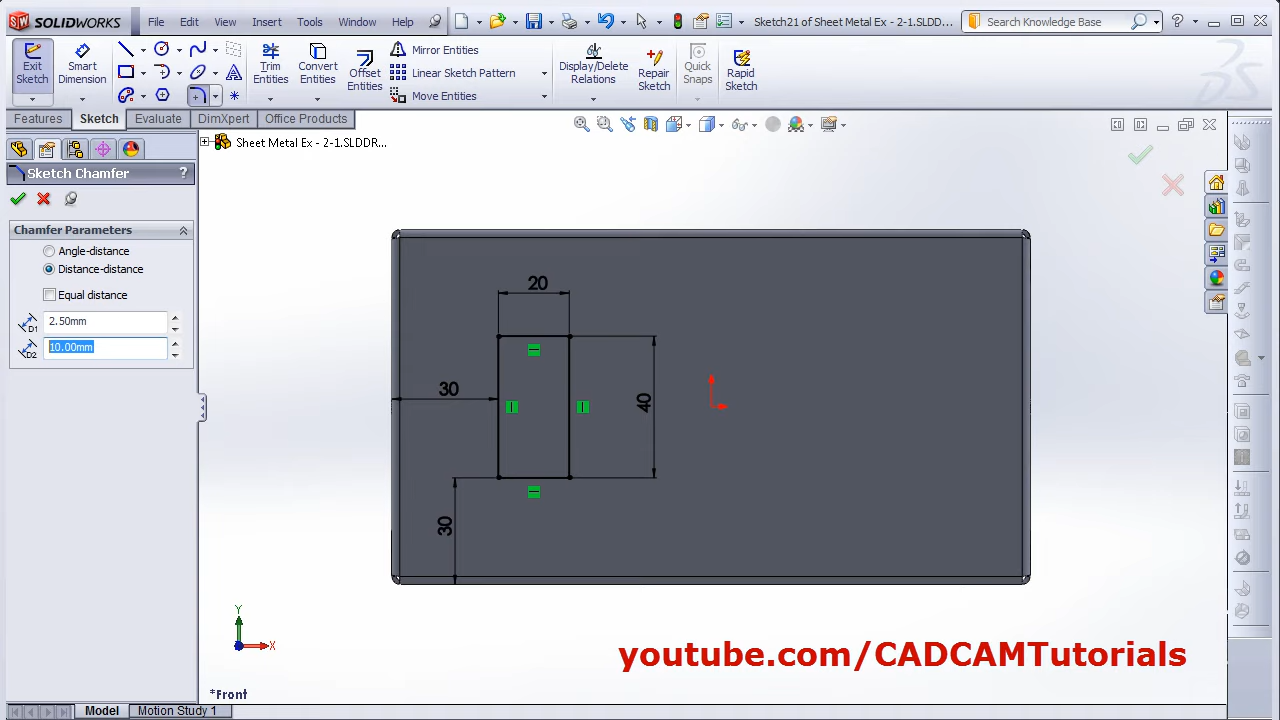 SOLIDWORKS File Edit View Insert Tools Window Help Sketch21 of Sheet Metal Ex - 2-1.SLDD... Search Knowledge Base
Exit Sketch
Smart Dimension
Trim Entities
Convert Entities
Offset Entities
Mirror Entities
Linear Sketch Pattern
Move Entities
Display/Delete Relations
Repair Sketch
Quick Snaps
Rapid Sketch
Features Sketch Evaluate DimXpert Office Products
Sheet Metal Ex - 2-1.SLDDR...
Sketch Chamfer ?
Chamfer Parameters
Angle-distance
Distance-distance
Equal distance
D1 2.50mm
D2 10.00mm
20
30
40
30
Y
X
*Front
youtube.com/CADCAMTutorials
Model Motion Study 1